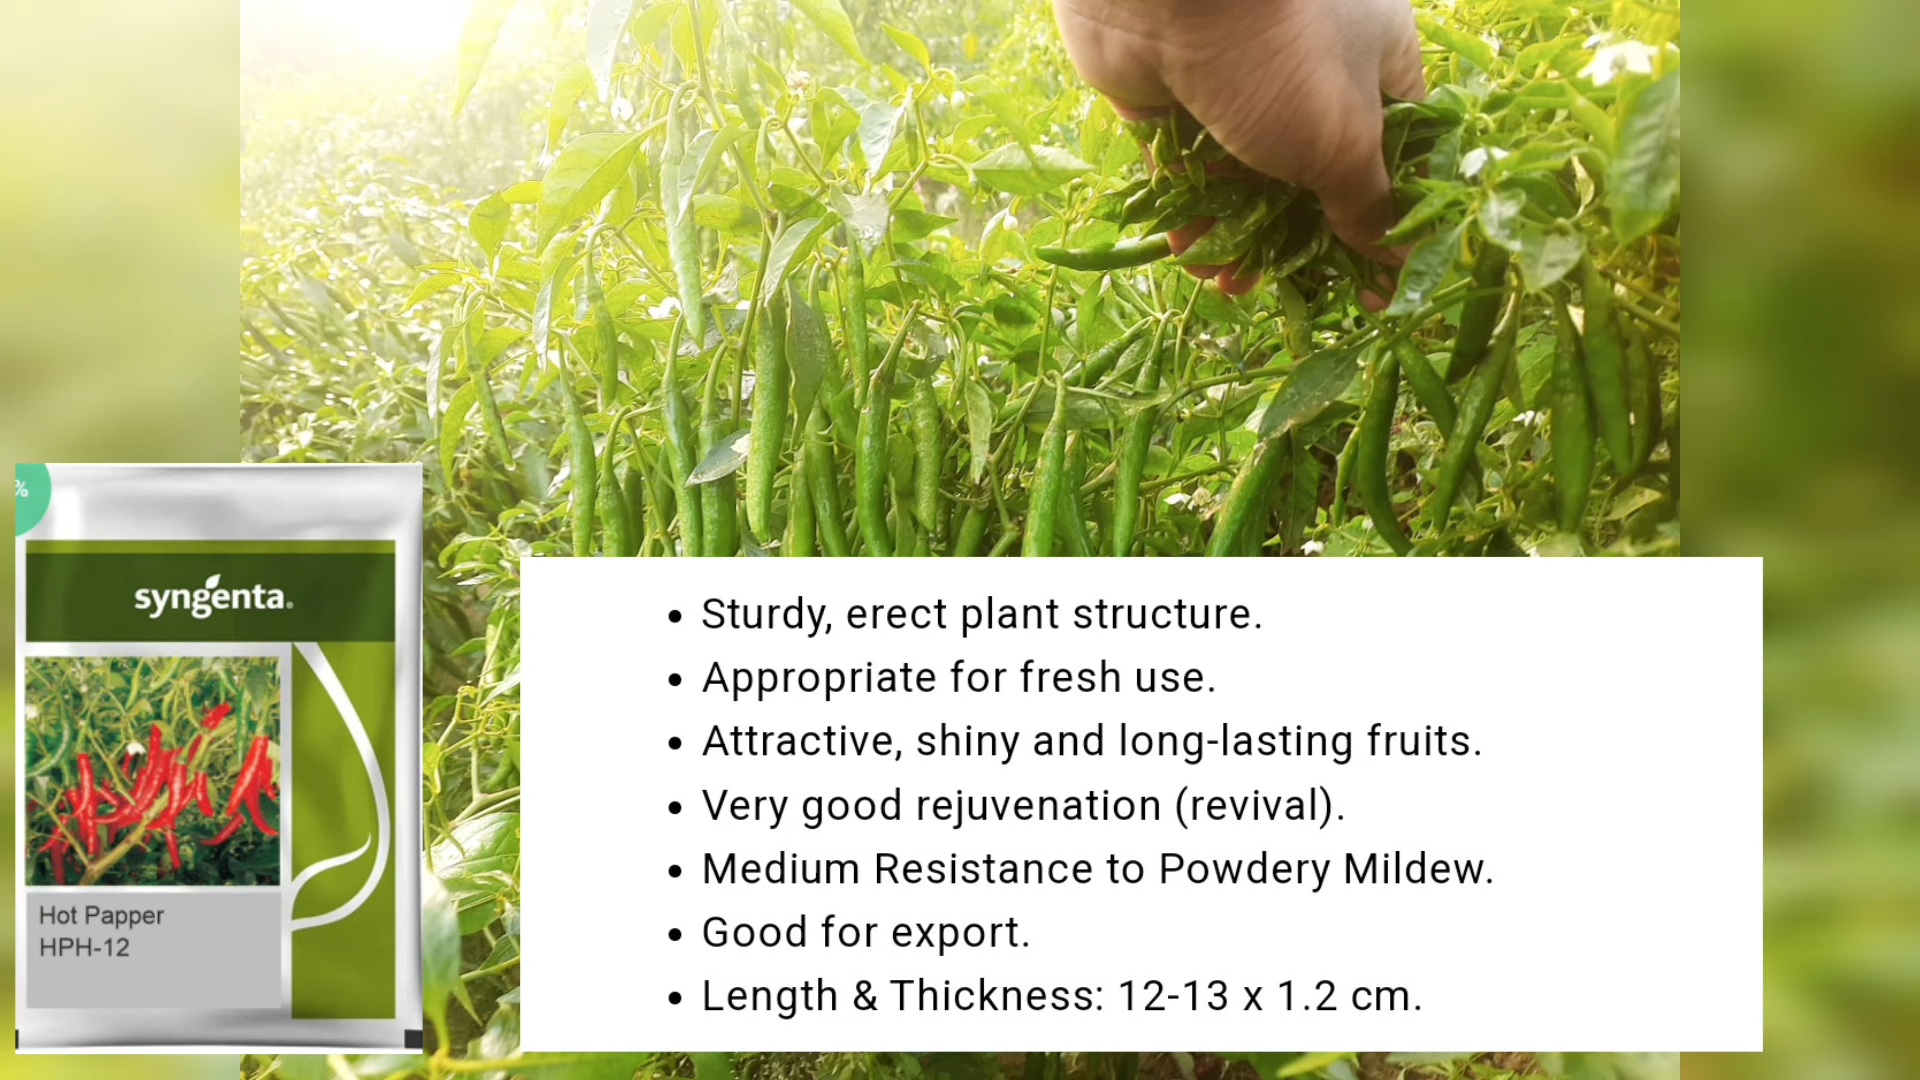 %
syngenta.
Hot Papper
HPH-12
• Sturdy, erect plant structure.
• Appropriate for fresh use.
• Attractive, shiny and long-lasting fruits.
• Very good rejuvenation (revival).
• Medium Resistance to Powdery Mildew.
• Good for export.
• Length & Thickness: 12-13 x 1.2 cm.